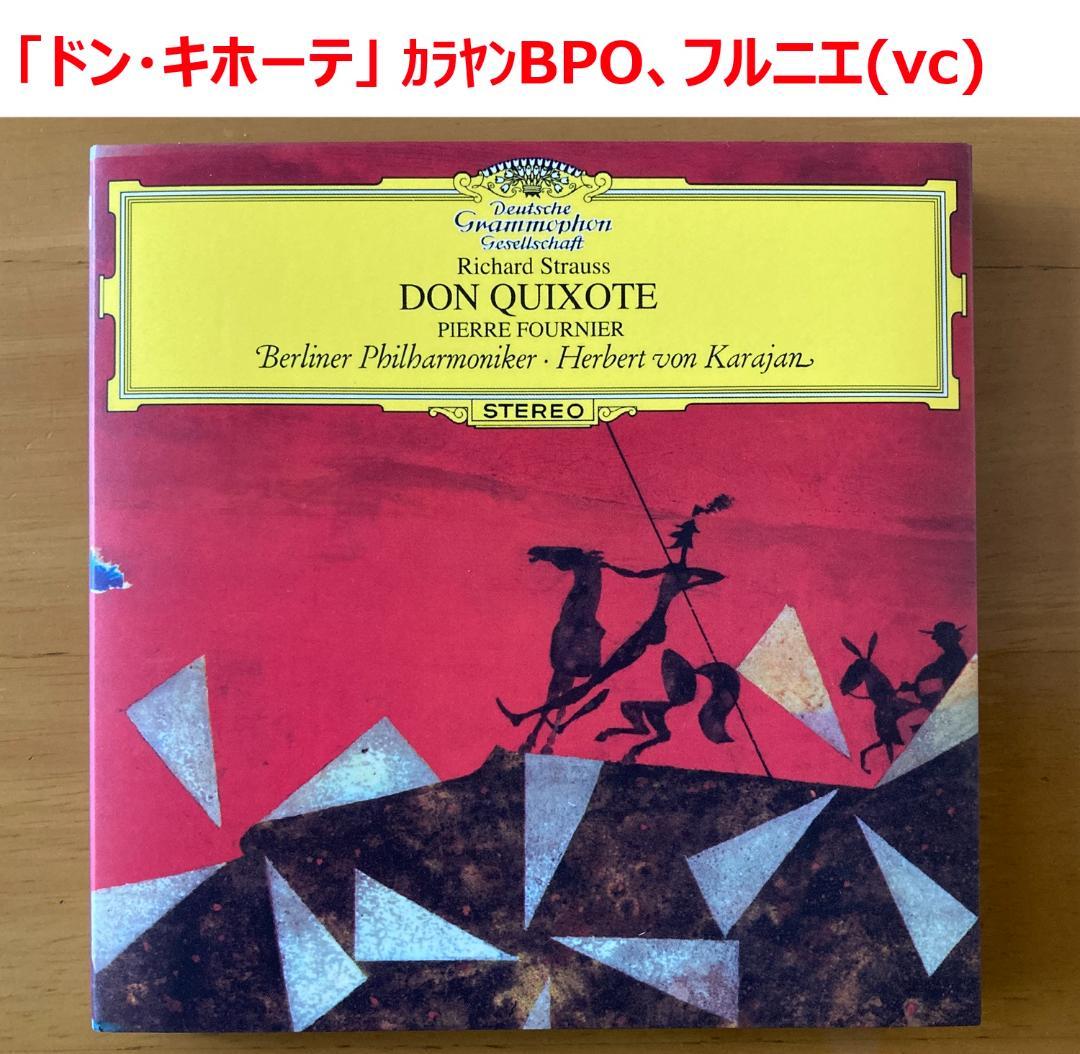 「ドン・キホーテ」 ｶﾗﾔﾝBPO、フルニエ(vc)
Deutsche
Grammophon
Gesellschaft
Richard Strauss
DON QUIXOTE
PIERRE FOURNIER
Berliner Philharmoniker · Herbert von Karajan
STEREO